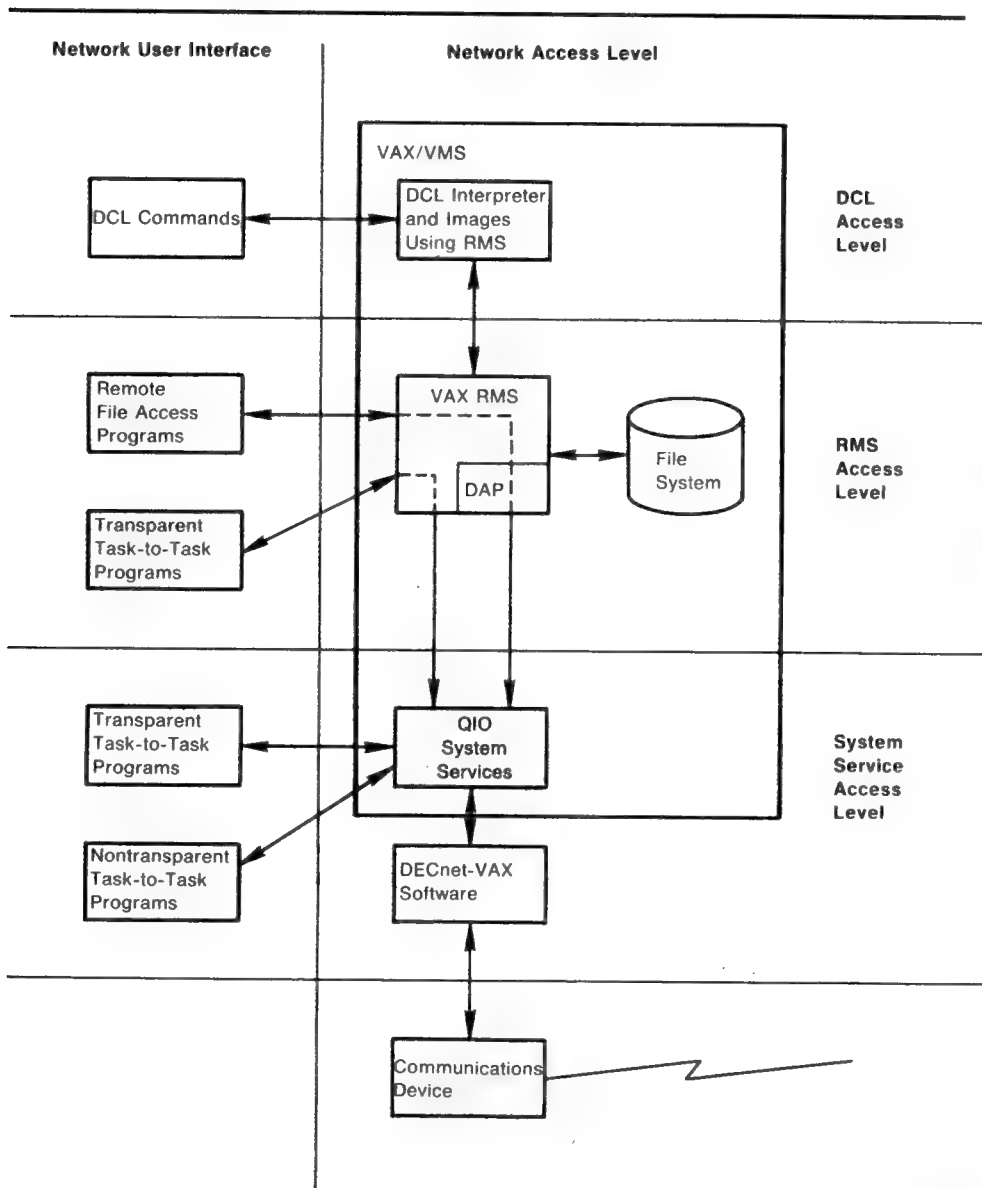 Network User Interface
Network Access Level
VAX/VMS
DCL Commands
DCL Interpreter
and Images
Using RMS
DCL
Access
Level
Remote
File Access
Programs
VAX RMS
DAP
File
System
RMS
Access
Level
Transparent
Task-to-Task
Programs
Transparent
Task-to-Task
Programs
QIO
System
Services
System
Service
Access
Level
Nontransparent
Task-to-Task
Programs
DECnet-VAX
Software
Communications
Device